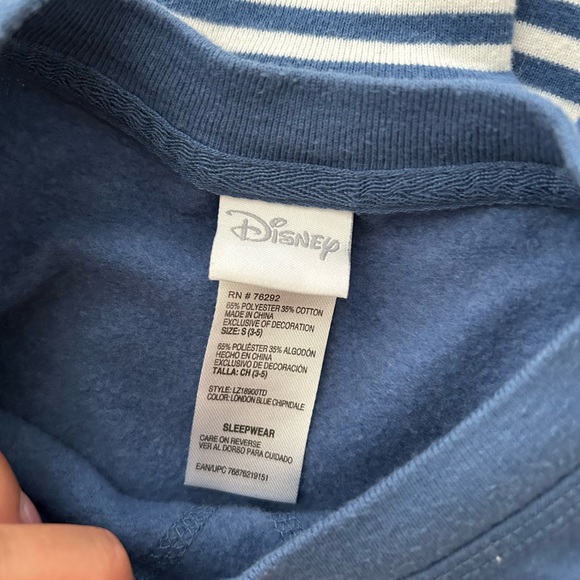 Disney
RN # 76292
65% POLYESTER 35% COTTON
MADE IN CHINA
EXCLUSIVE OF DECORATION
SIZE: S (3-5)
65% POLIÉSTER 35% ALGODÓN
HECHO EN CHINA
EXCLUSIVO DE DECORACIÓN
TALLA: CH (3-5)
STYLE: LZ18900TD
COLOR: LONDON BLUE CHIPNDALE
SLEEPWEAR
CARE ON REVERSE
VER AL DORSO PARA CUIDADO
EAN/UPC 76876219151